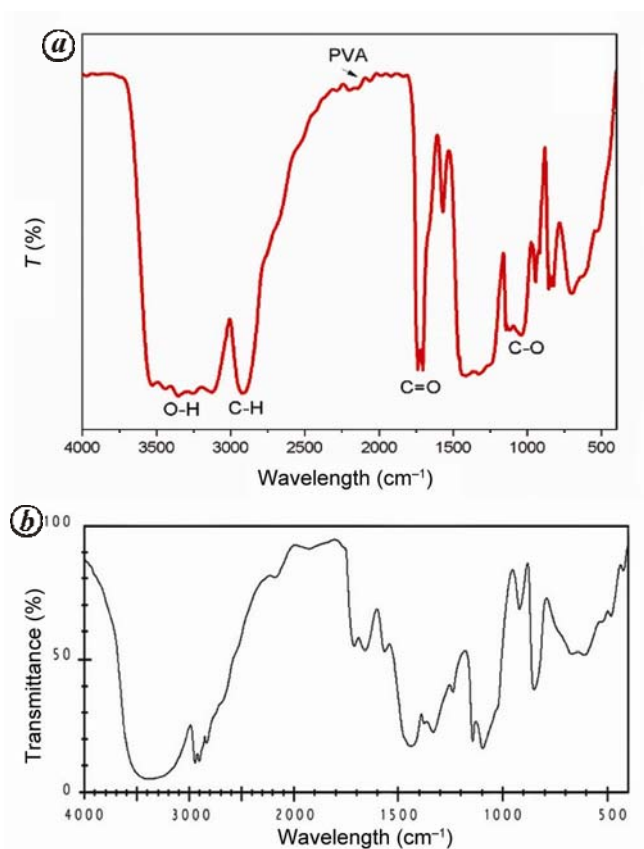 a
PVA
T (%)
O–H
C–H
C=O
C–O
4000 3500 3000 2500 2000 1500 1000 500
Wavelength (cm⁻¹)
b
100
50
0
Transmittance (%)
4000 3000 2000 1500 1000 500
Wavelength (cm⁻¹)